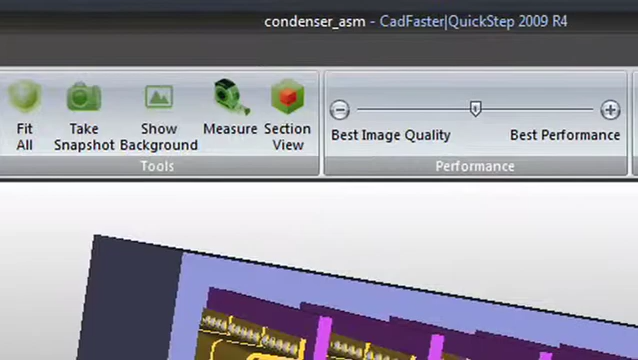 condenser_asm - CadFaster|QuickStep 2009 R4
Fit All
Take Snapshot
Show Background
Measure
Section View
Best Image Quality
Best Performance
Tools
Performance